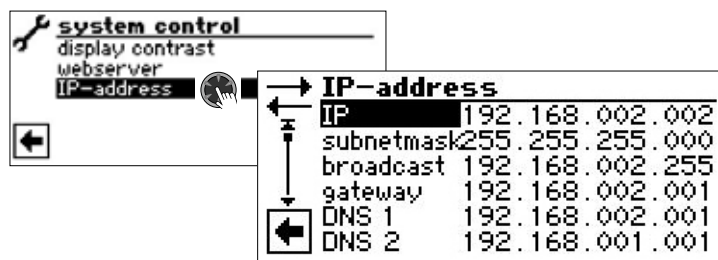 system control
display contrast
webserver
IP-address
IP-address
IP 192.168.002.002
subnetmask255.255.255.000
broadcast 192.168.002.255
gateway 192.168.002.001
DNS 1 192.168.002.001
DNS 2 192.168.001.001